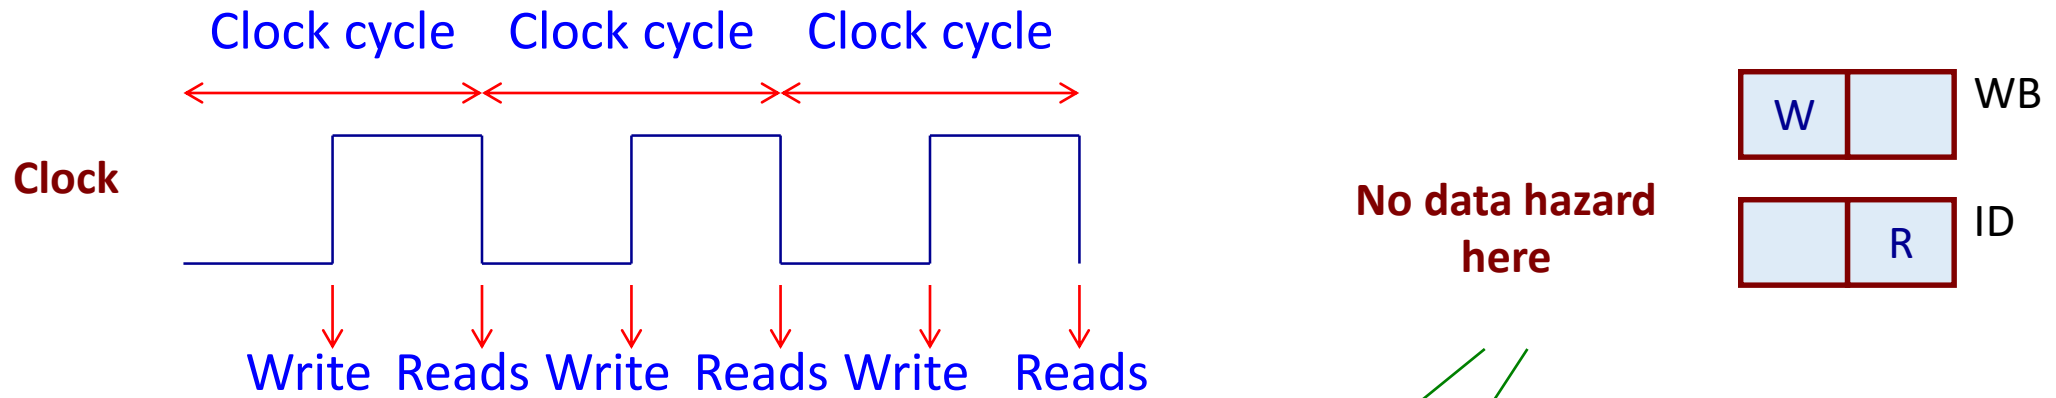 Clock cycle Clock cycle Clock cycle
Clock
Write Reads Write Reads Write Reads
No data hazard
here
W WB
R ID